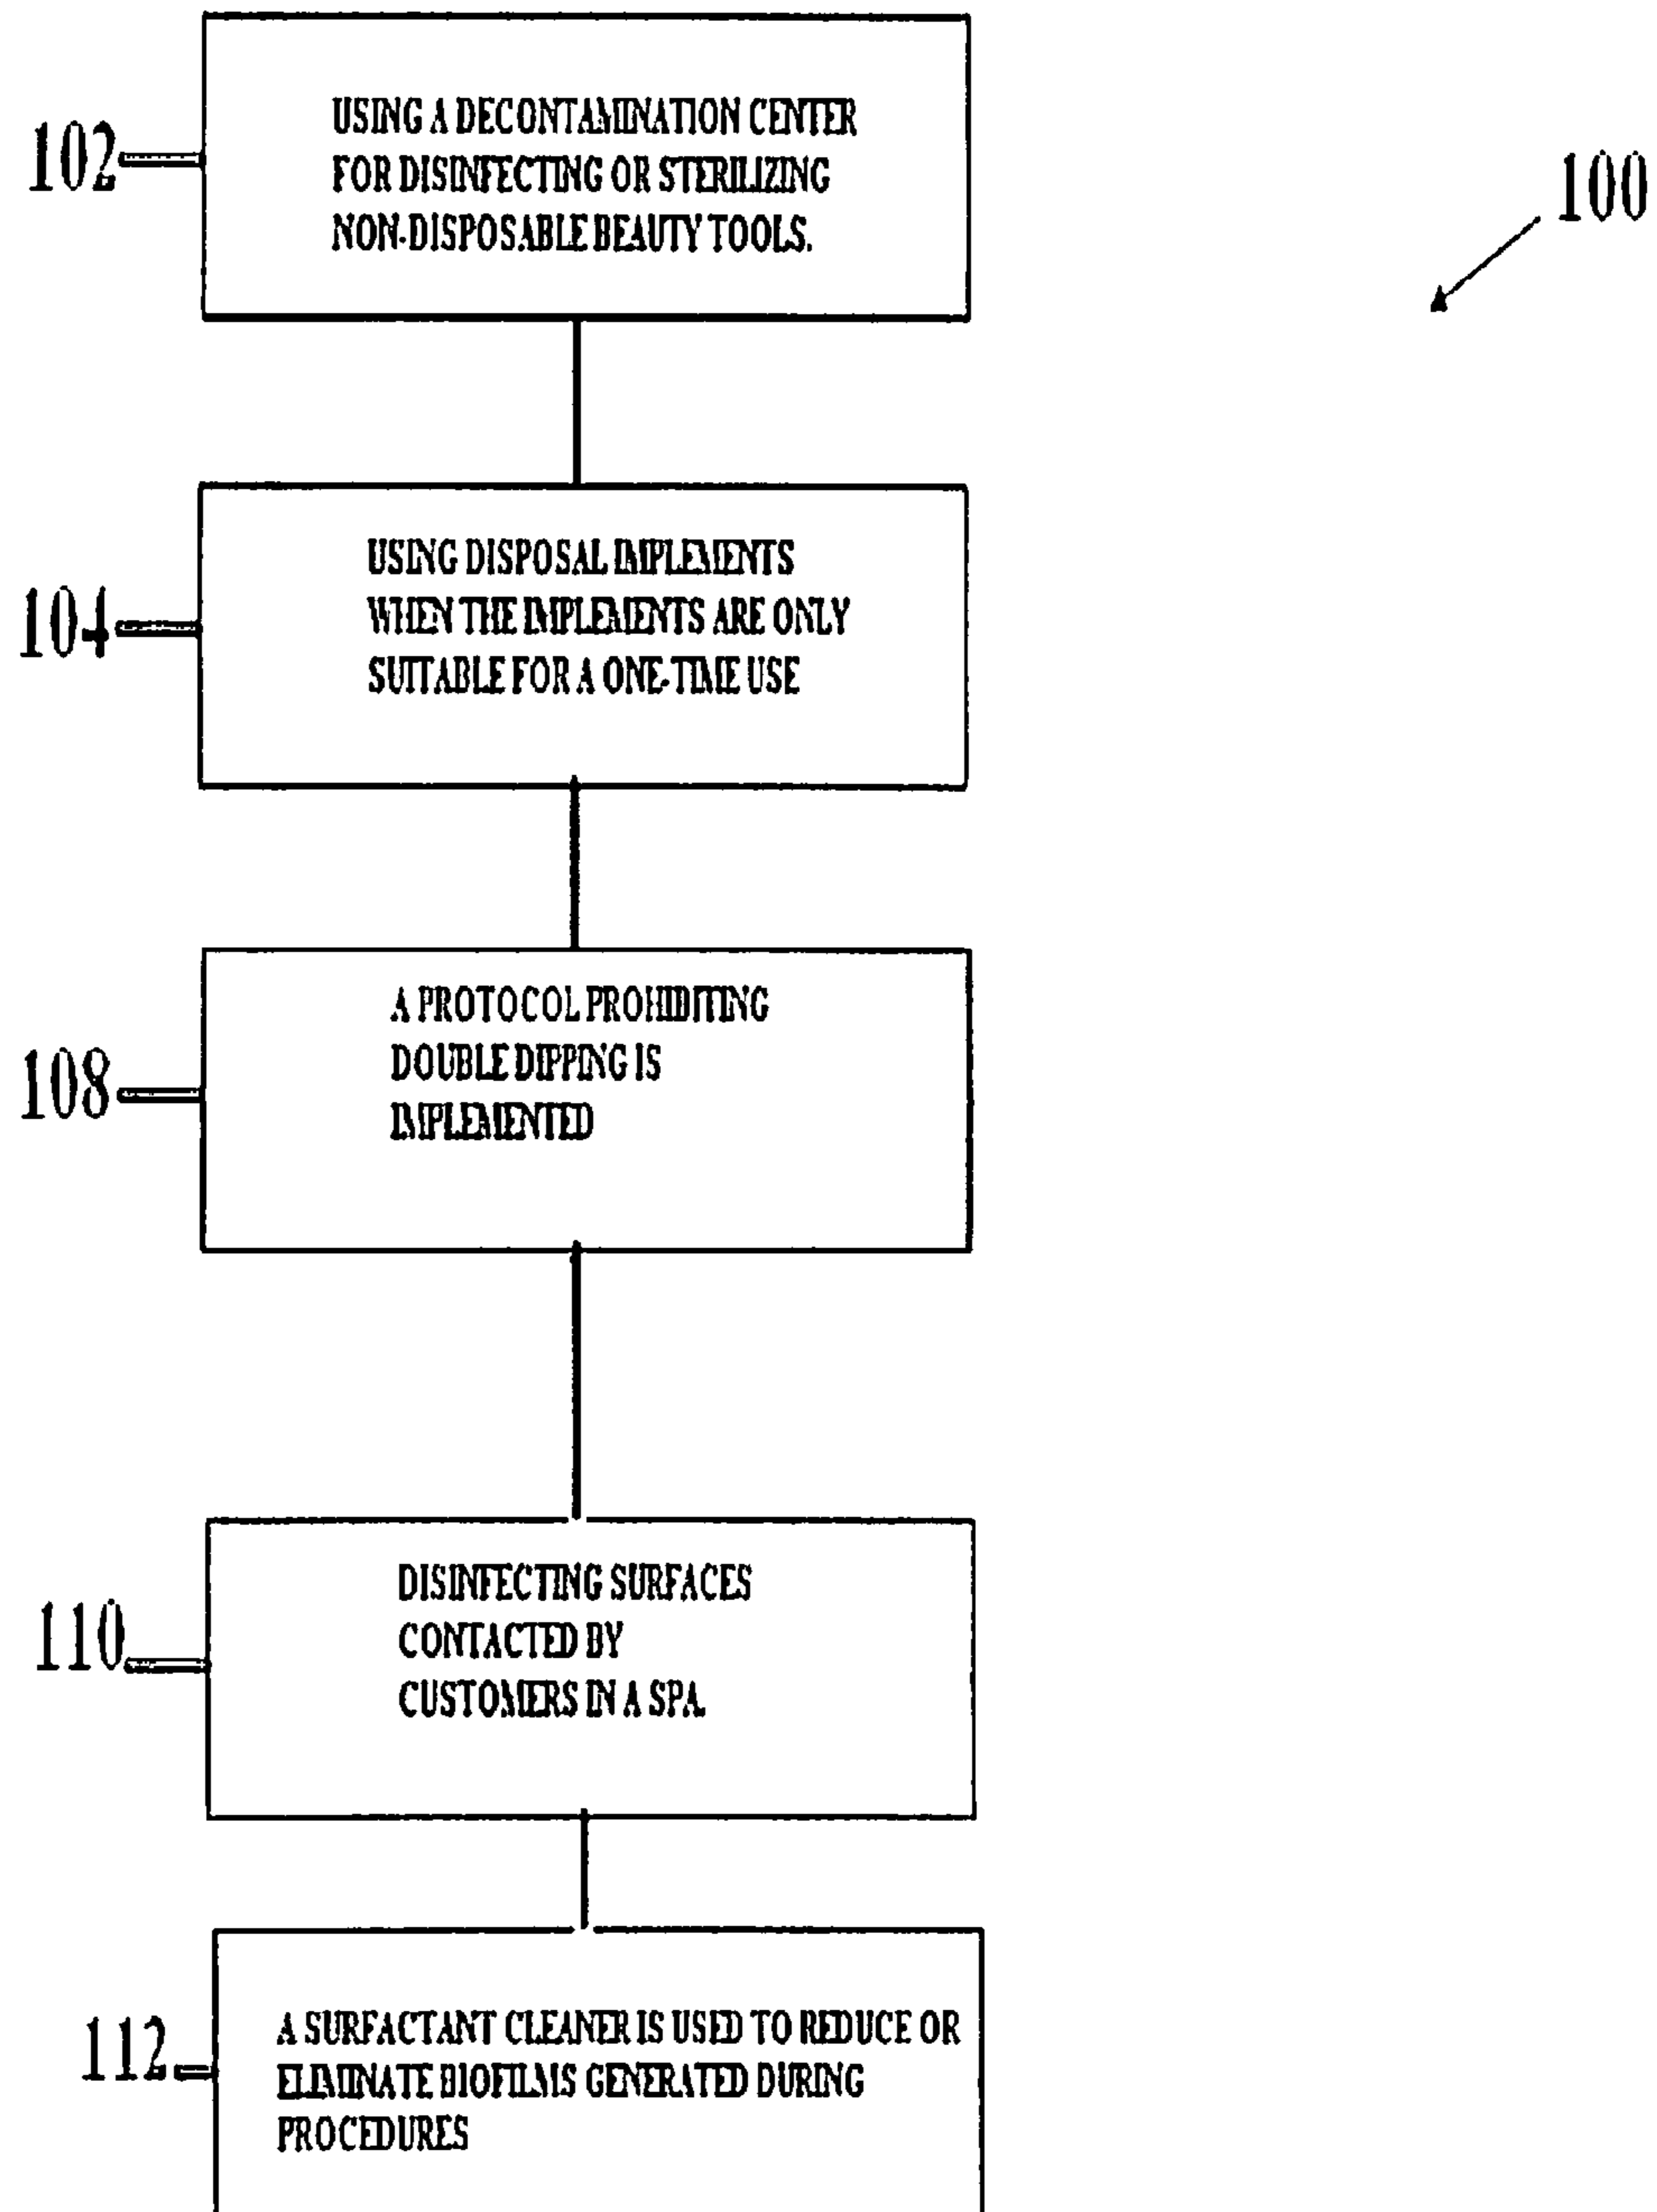 102
USING A DECONTAMINATION CENTER
FOR DISINFECTING OR STERILIZING
NON-DISPOSABLE BEAUTY TOOLS.
100
104
USING DISPOSAL IMPLEMENTS
WHEN THE IMPLEMENTS ARE ONLY
SUITABLE FOR A ONE-TIME USE
108
A PROTOCOL PROHIBITING
DOUBLE DIPPING IS
IMPLEMENTED
110
DISINFECTING SURFACES
CONTACTED BY
CUSTOMERS IN A SPA.
112
A SURFACTANT CLEANER IS USED TO REDUCE OR
ELIMINATE BIOFILMS GENERATED DURING
PROCEDURES